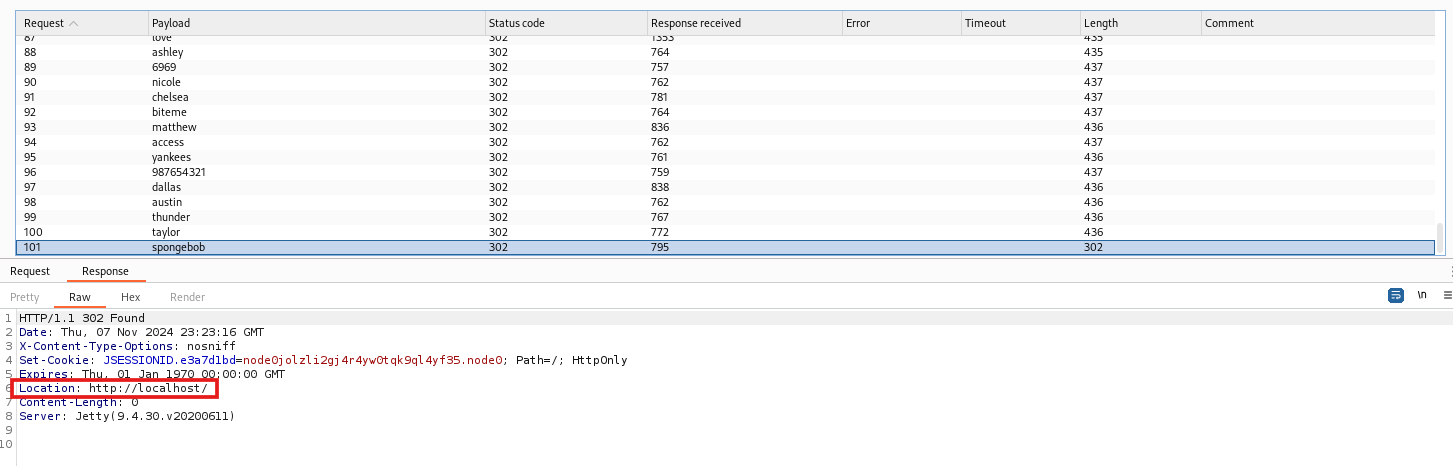 Request Payload Status code Response received Error Timeout Length Comment
87 love 302 1353 435
88 ashley 302 764 435
89 6969 302 757 437
90 nicole 302 762 437
91 chelsea 302 781 437
92 biteme 302 764 437
93 matthew 302 836 436
94 access 302 762 437
95 yankees 302 761 436
96 987654321 302 759 437
97 dallas 302 838 436
98 austin 302 762 436
99 thunder 302 767 436
100 taylor 302 772 436
101 spongebob 302 795 302
Request Response
Pretty Raw Hex Render \n
1 HTTP/1.1 302 Found
2 Date: Thu, 07 Nov 2024 23:23:16 GMT
3 X-Content-Type-Options: nosniff
4 Set-Cookie: JSESSIONID.e3a7d1bd=node0jolzli2gj4r4yw0tqk9ql4yf35.node0; Path=/; HttpOnly
5 Expires: Thu, 01 Jan 1970 00:00:00 GMT
6 Location: http://localhost/
7 Content-Length: 0
8 Server: Jetty(9.4.30.v20200611)
9
10